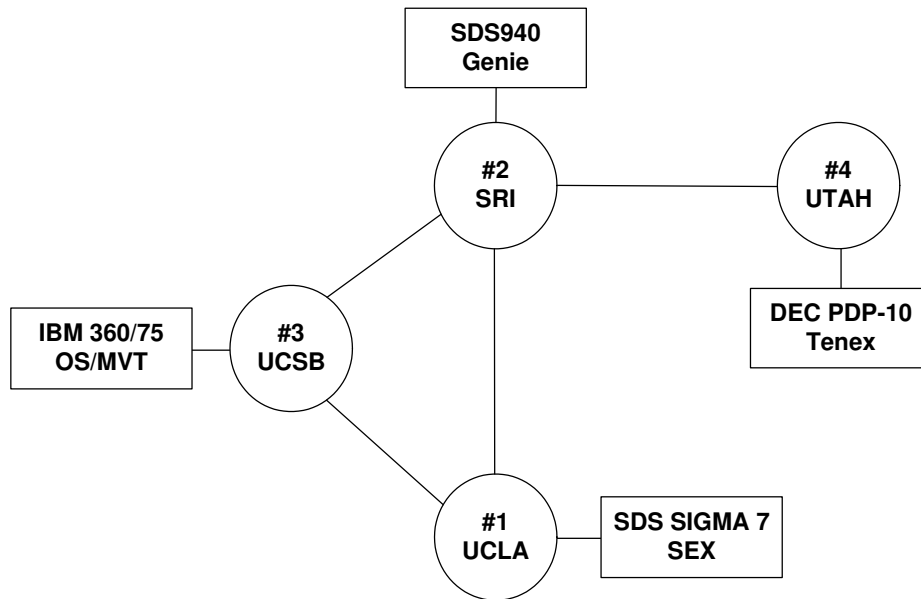 SDS940
Genie
#2
SRI
#4
UTAH
IBM 360/75
OS/MVT
#3
UCSB
DEC PDP-10
Tenex
#1
UCLA
SDS SIGMA 7
SEX